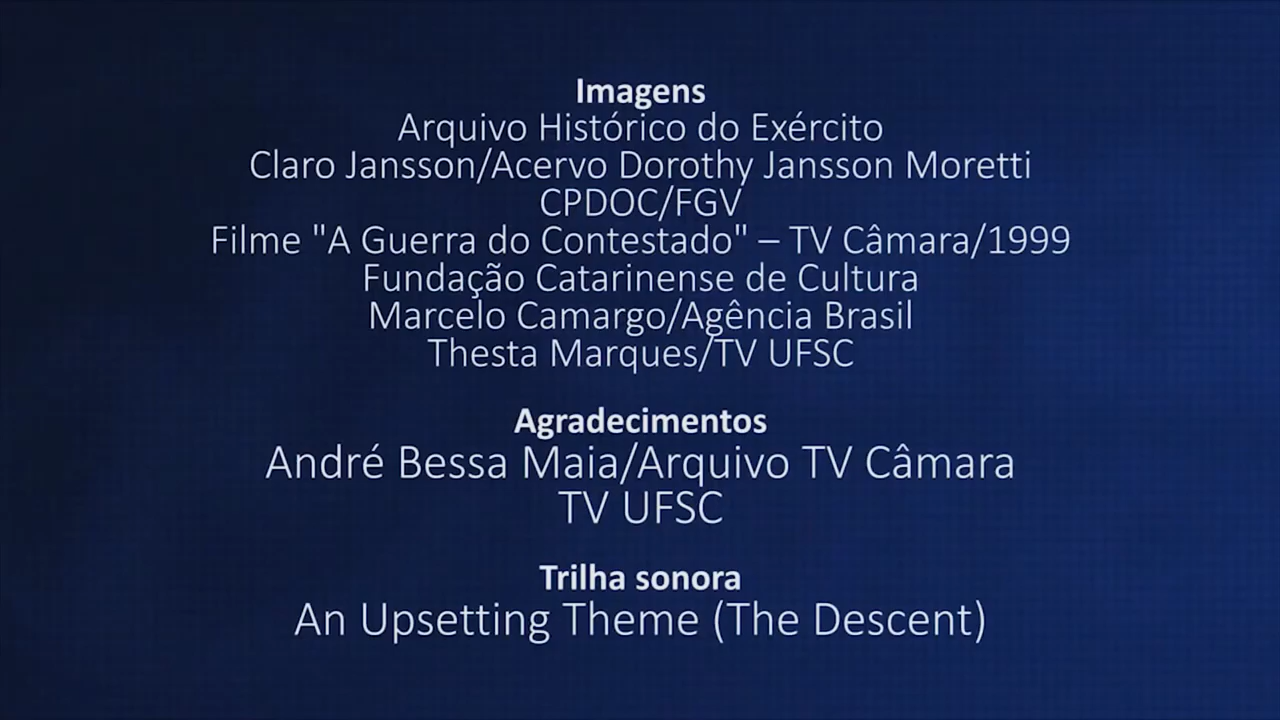 Imagens
Arquivo Histórico do Exército
Claro Jansson/Acervo Dorothy Jansson Moretti
CPDOC/FGV
Filme "A Guerra do Contestado" – TV Câmara/1999
Fundação Catarinense de Cultura
Marcelo Camargo/Agência Brasil
Thesta Marques/TV UFSC
Agradecimentos
André Bessa Maia/Arquivo TV Câmara
TV UFSC
Trilha sonora
An Upsetting Theme (The Descent)